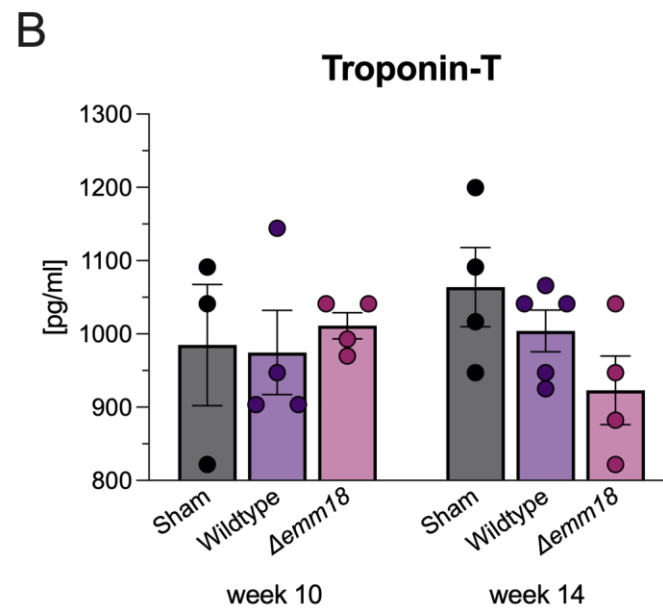 B
Troponin-T
[pg/ml]
1300
1200
1100
1000
900
800
Sham
Wildtype
Δemm18
Sham
Wildtype
Δemm18
week 10
week 14